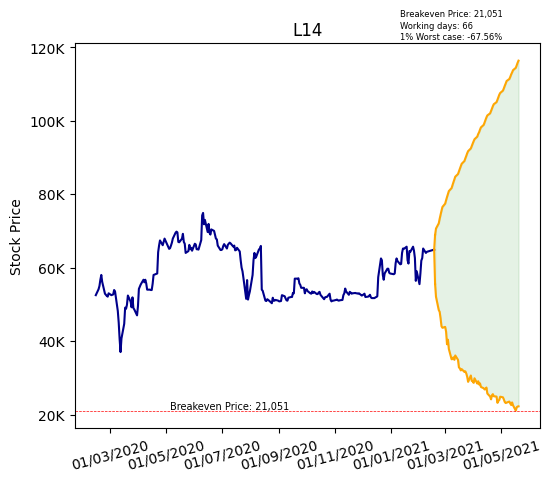 Breakeven Price: 21,051
Working days: 66
1% Worst case: -67.56%
L14
120K
100K
80K
60K
40K
20K
Stock Price
Breakeven Price: 21,051
01/03/2020
01/05/2020
01/07/2020
01/09/2020
01/11/2020
01/01/2021
01/03/2021
01/05/2021